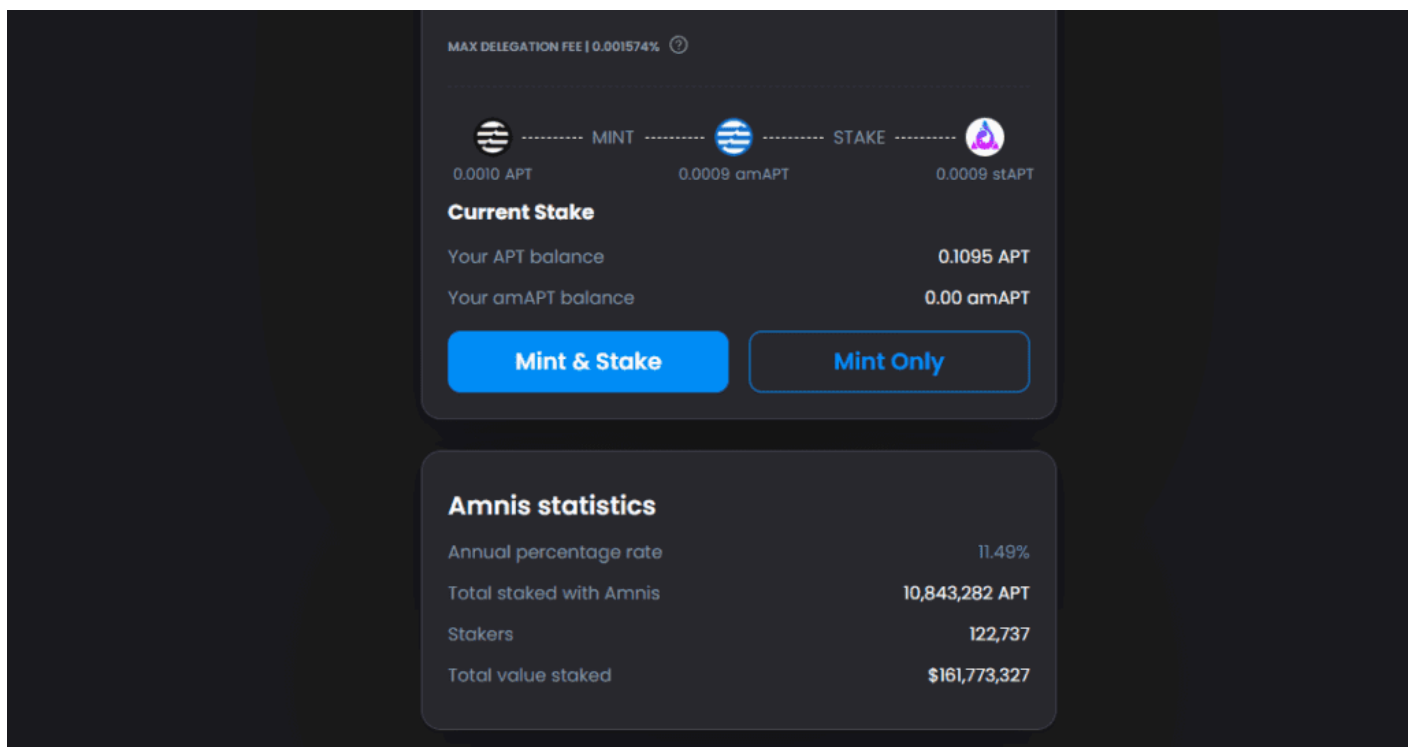 MAX DELEGATION FEE | 0.001574% ?
MINT STAKE
0.0010 APT 0.0009 amAPT 0.0009 stAPT
Current Stake
Your APT balance 0.1095 APT
Your amAPT balance 0.00 amAPT
Mint & Stake Mint Only
Amnis statistics
Annual percentage rate 11.49%
Total staked with Amnis 10,843,282 APT
Stakers 122,737
Total value staked $161,773,327